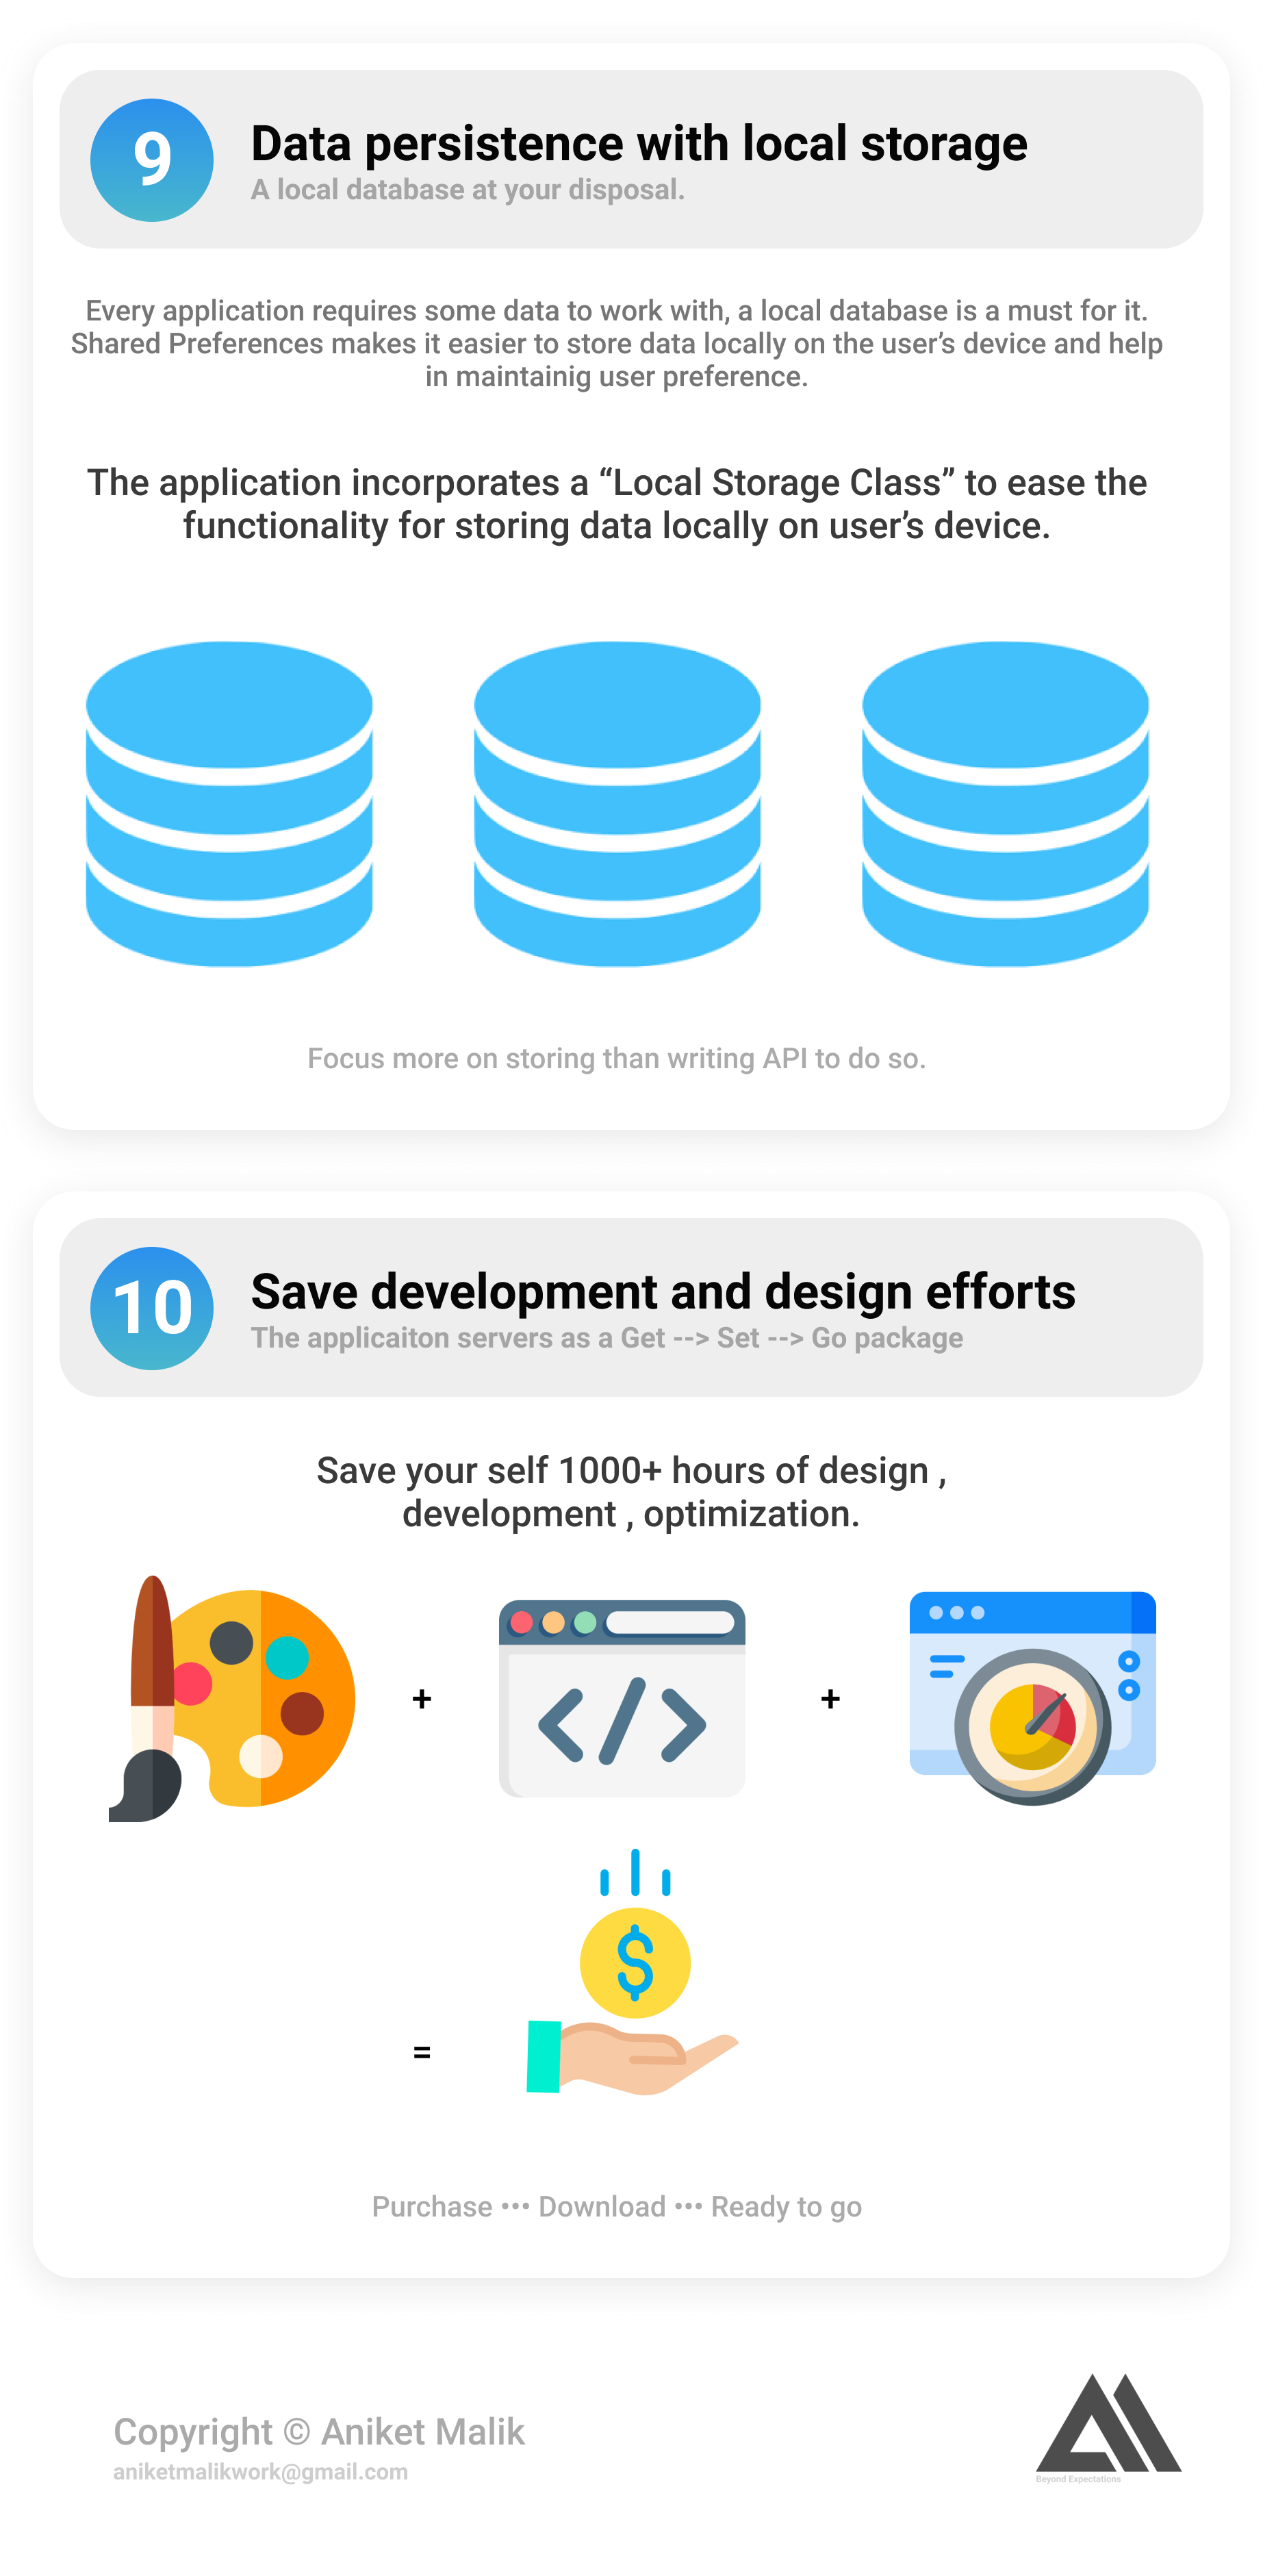 9
Data persistence with local storage
A local database at your disposal.
Every application requires some data to work with, a local database is a must for it.
Shared Preferences makes it easier to store data locally on the user’s device and help
in maintainig user preference.
The application incorporates a “Local Storage Class” to ease the
functionality for storing data locally on user’s device.
Focus more on storing than writing API to do so.
10
Save development and design efforts
The applicaiton servers as a Get --> Set --> Go package
Save your self 1000+ hours of design ,
development , optimization.
+
+
$
=
Purchase ••• Download ••• Ready to go
Copyright © Aniket Malik
aniketmalikwork@gmail.com
Beyond Expectations